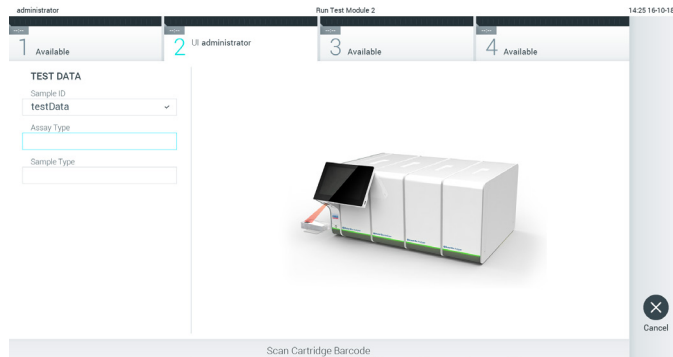 administrator
Run Test Module 2
14:25 16-10-18
--:--
--:--
--:--
--:--
1 Available
2 UI administrator
3 Available
4 Available
TEST DATA
Sample ID
testData
Assay Type
Sample Type
Cancel
Scan Cartridge Barcode